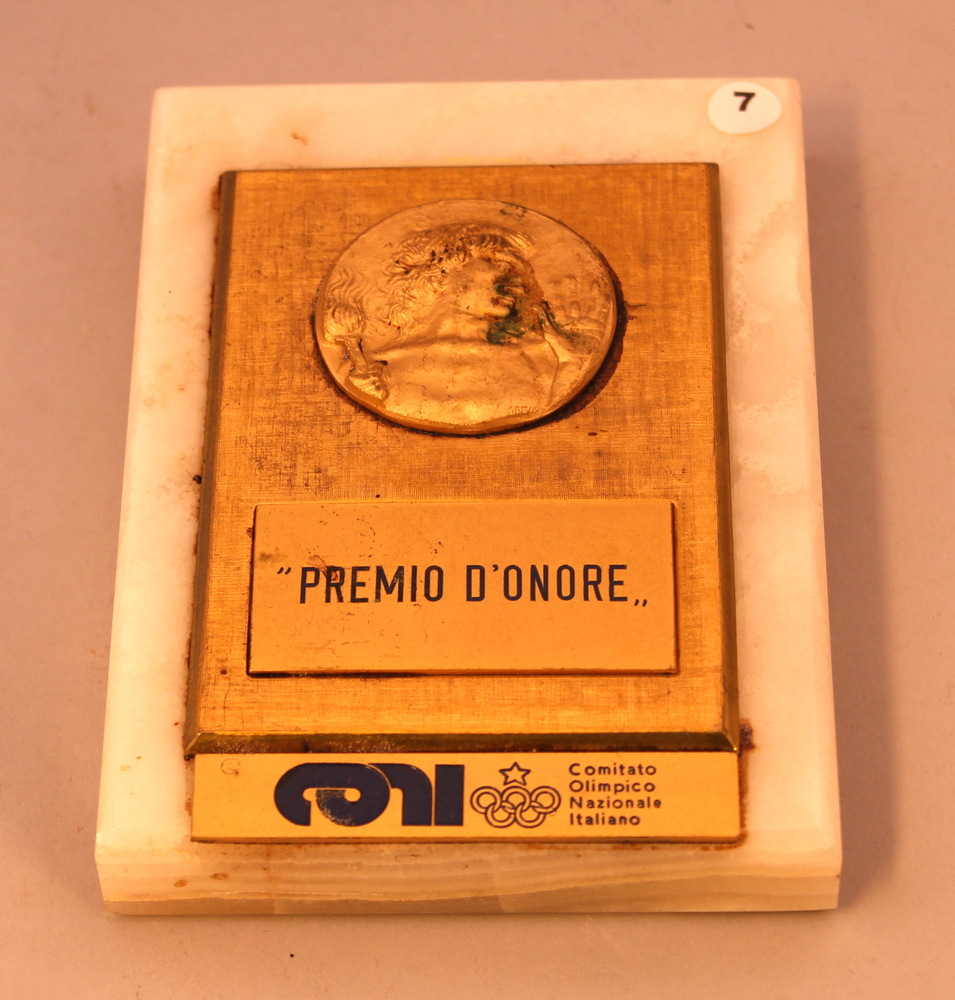 7
"PREMIO D'ONORE„
CONI
Comitato
Olimpico
Nazionale
Italiano